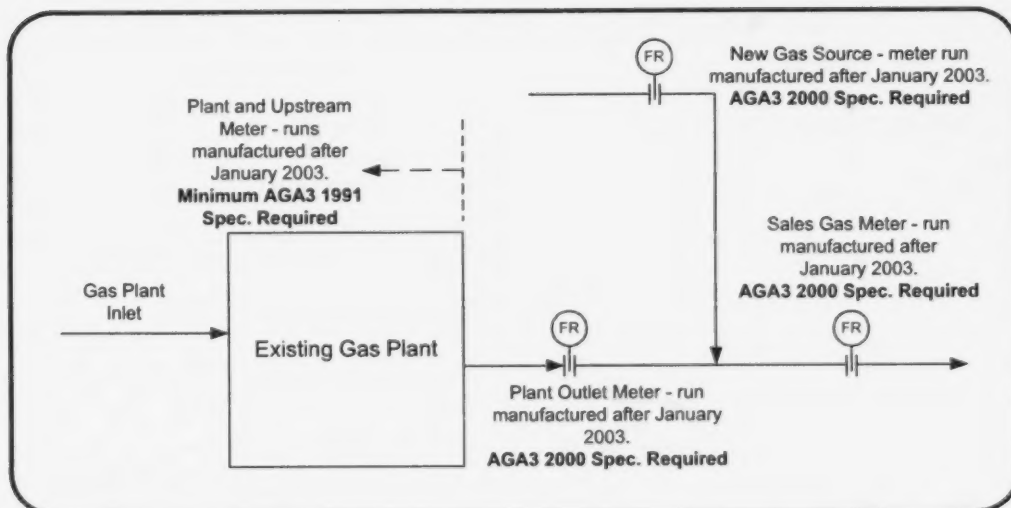 FR
New Gas Source - meter run
manufactured after January 2003.
AGA3 2000 Spec. Required
Plant and Upstream
Meter - runs
manufactured after
January 2003.
Minimum AGA3 1991
Spec. Required
Sales Gas Meter - run
manufactured after
January 2003.
AGA3 2000 Spec. Required
Gas Plant
Inlet
Existing Gas Plant
FR
FR
Plant Outlet Meter - run
manufactured after January
2003.
AGA3 2000 Spec. Required